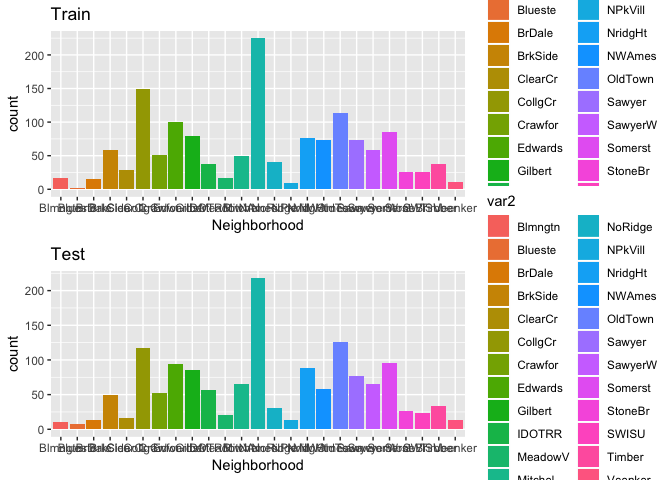 Train
count
200
150
100
50
0
Neighborhood
Blueste NPkVill
BrDale NridgHt
BrkSide NWAmes
ClearCr OldTown
CollgCr Sawyer
Crawfor SawyerW
Edwards Somerst
Gilbert StoneBr
Test
count
200
150
100
50
0
Neighborhood
var2
Blmngtn NoRidge
Blueste NPkVill
BrDale NridgHt
BrkSide NWAmes
ClearCr OldTown
CollgCr Sawyer
Crawfor SawyerW
Edwards Somerst
Gilbert StoneBr
IDOTRR SWISU
MeadowV Timber
Mitchel Veenker